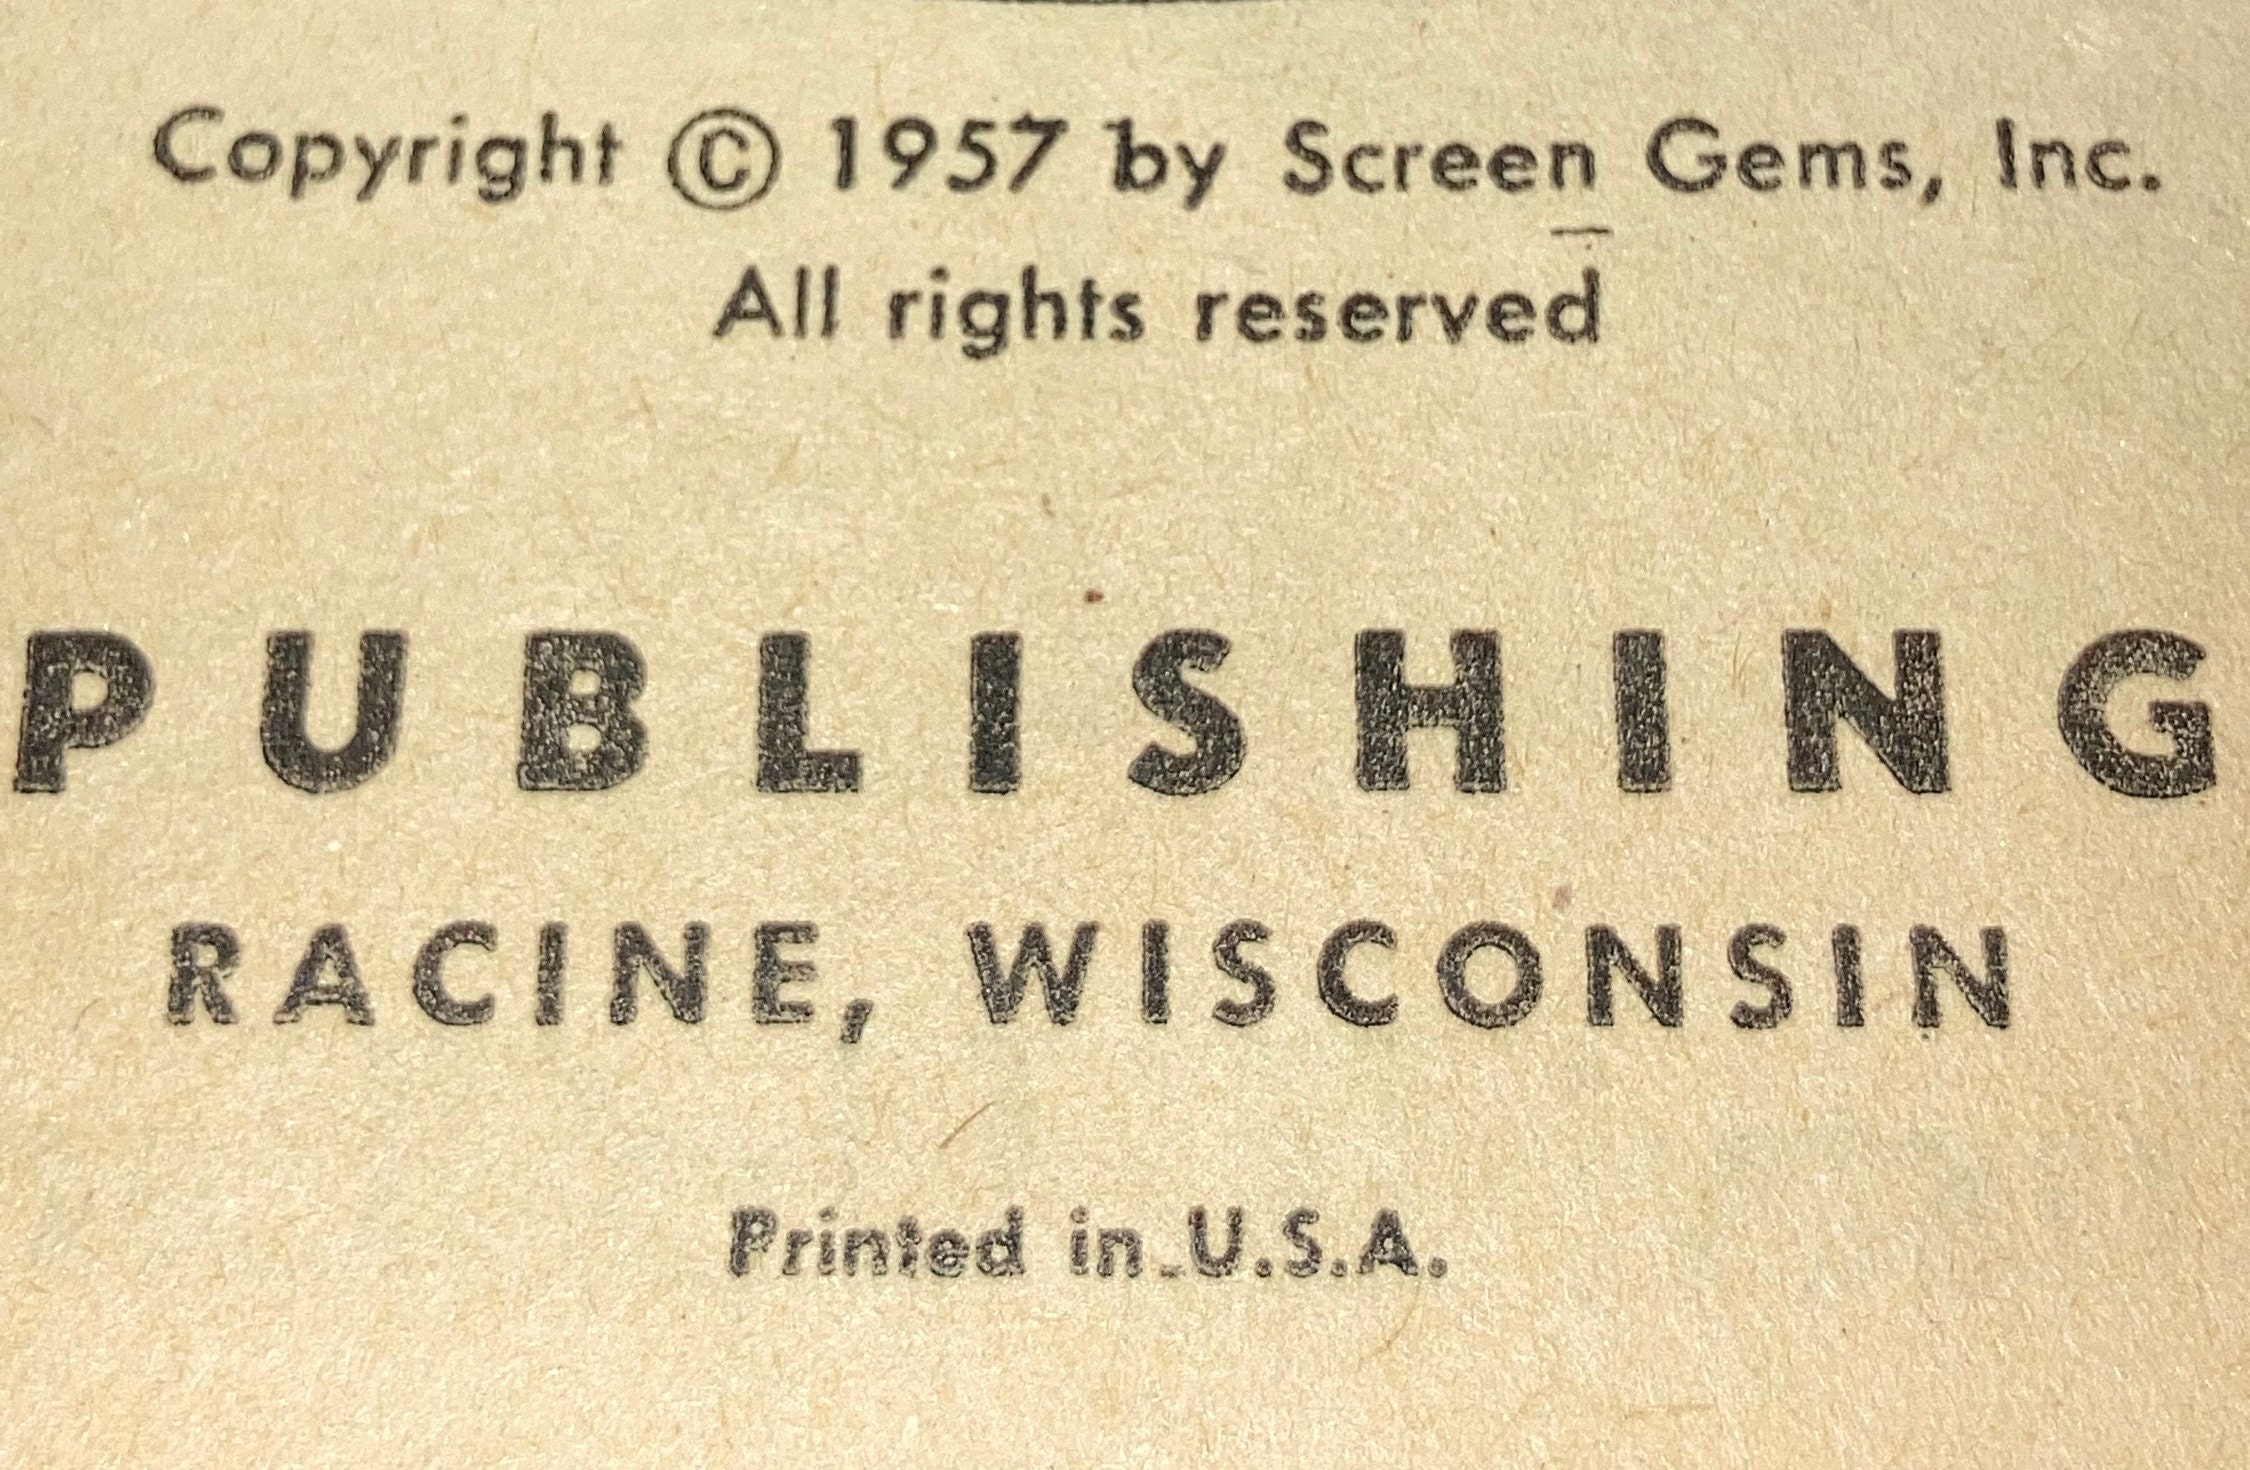 Copyright © 1957 by Screen Gems, Inc.
All rights reserved
PUBLISHING
RACINE, WISCONSIN
Printed in U.S.A.